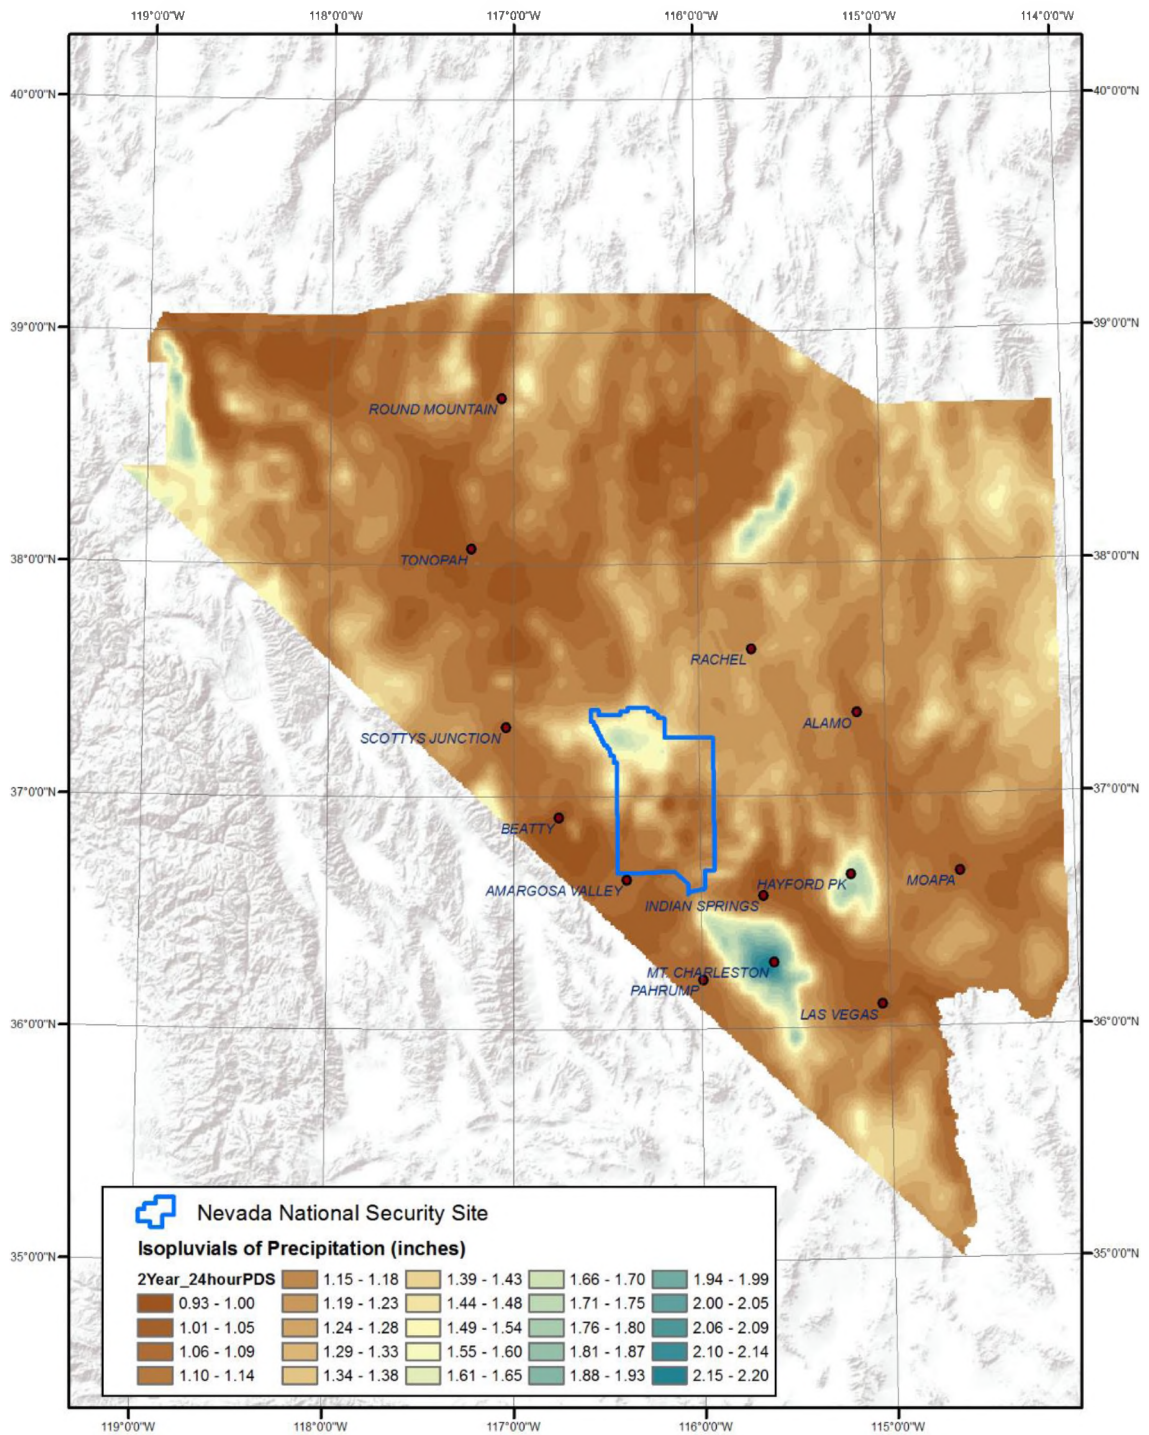 119°0'0"W 118°0'0"W 117°0'0"W 116°0'0"W 115°0'0"W 114°0'0"W
40°0'0"N 40°0'0"N
39°0'0"N 39°0'0"N
ROUND MOUNTAIN
38°0'0"N 38°0'0"N
TONOPAH
RACHEL
ALAMO
SCOTTYS JUNCTION
37°0'0"N 37°0'0"N
BEATTY
AMARGOSA VALLEY
HAYFORD PK
MOAPA
INDIAN SPRINGS
MT. CHARLESTON
PAHRUMP
LAS VEGAS
36°0'0"N 36°0'0"N
35°0'0"N 35°0'0"N
Nevada National Security Site
Isopluvials of Precipitation (inches)
2Year_24hourPDS 1.15 - 1.18 1.39 - 1.43 1.66 - 1.70 1.94 - 1.99
0.93 - 1.00 1.19 - 1.23 1.44 - 1.48 1.71 - 1.75 2.00 - 2.05
1.01 - 1.05 1.24 - 1.28 1.49 - 1.54 1.76 - 1.80 2.06 - 2.09
1.06 - 1.09 1.29 - 1.33 1.55 - 1.60 1.81 - 1.87 2.10 - 2.14
1.10 - 1.14 1.34 - 1.38 1.61 - 1.65 1.88 - 1.93 2.15 - 2.20
119°0'0"W 118°0'0"W 117°0'0"W 116°0'0"W 115°0'0"W